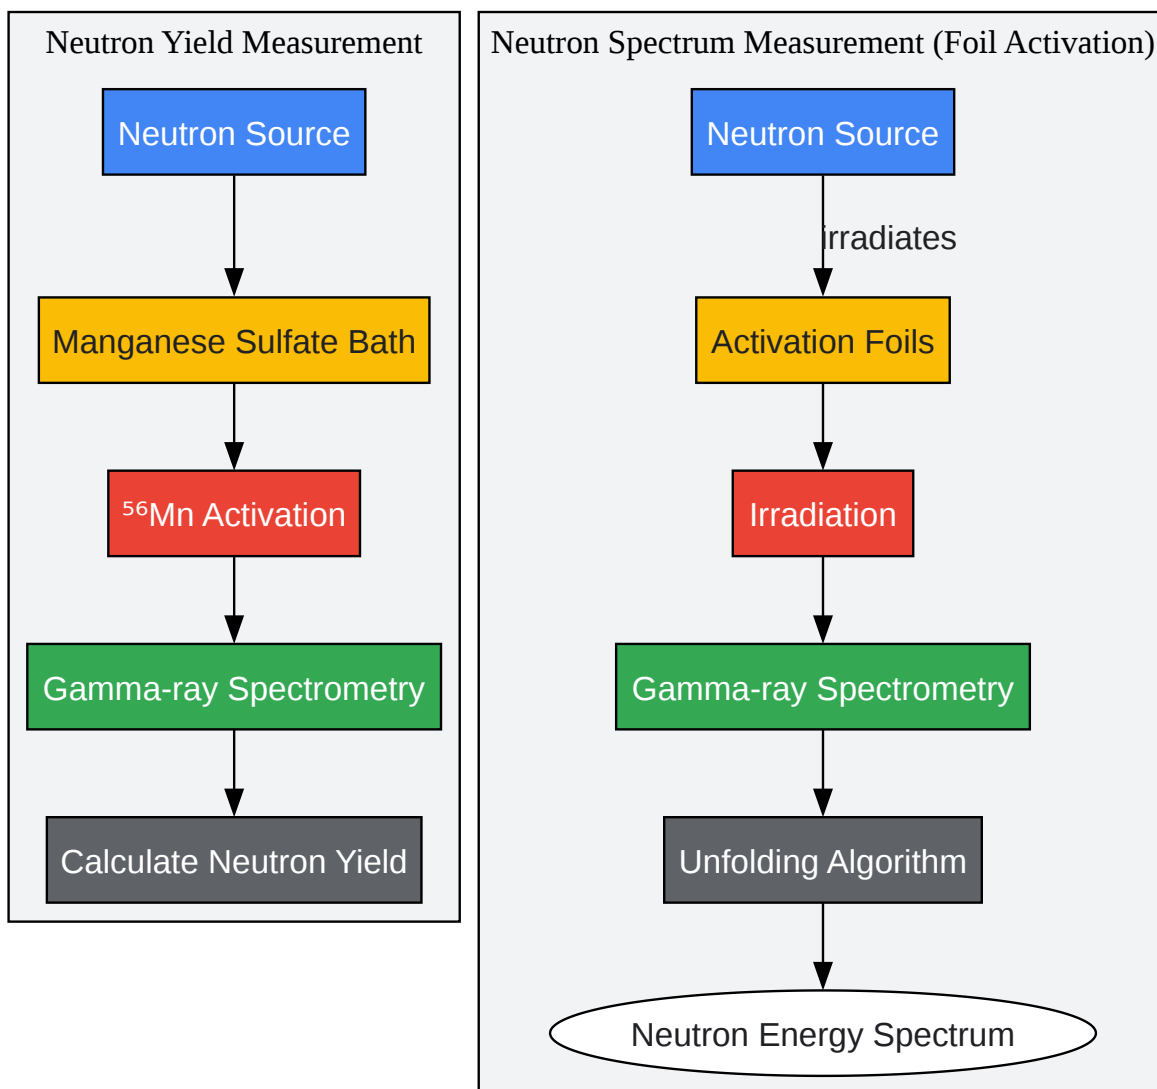 Neutron Yield Measurement
Neutron Source
Manganese Sulfate Bath
⁵⁶Mn Activation
Gamma-ray Spectrometry
Calculate Neutron Yield
Neutron Spectrum Measurement (Foil Activation)
Neutron Source
irradiates
Activation Foils
Irradiation
Gamma-ray Spectrometry
Unfolding Algorithm
Neutron Energy Spectrum